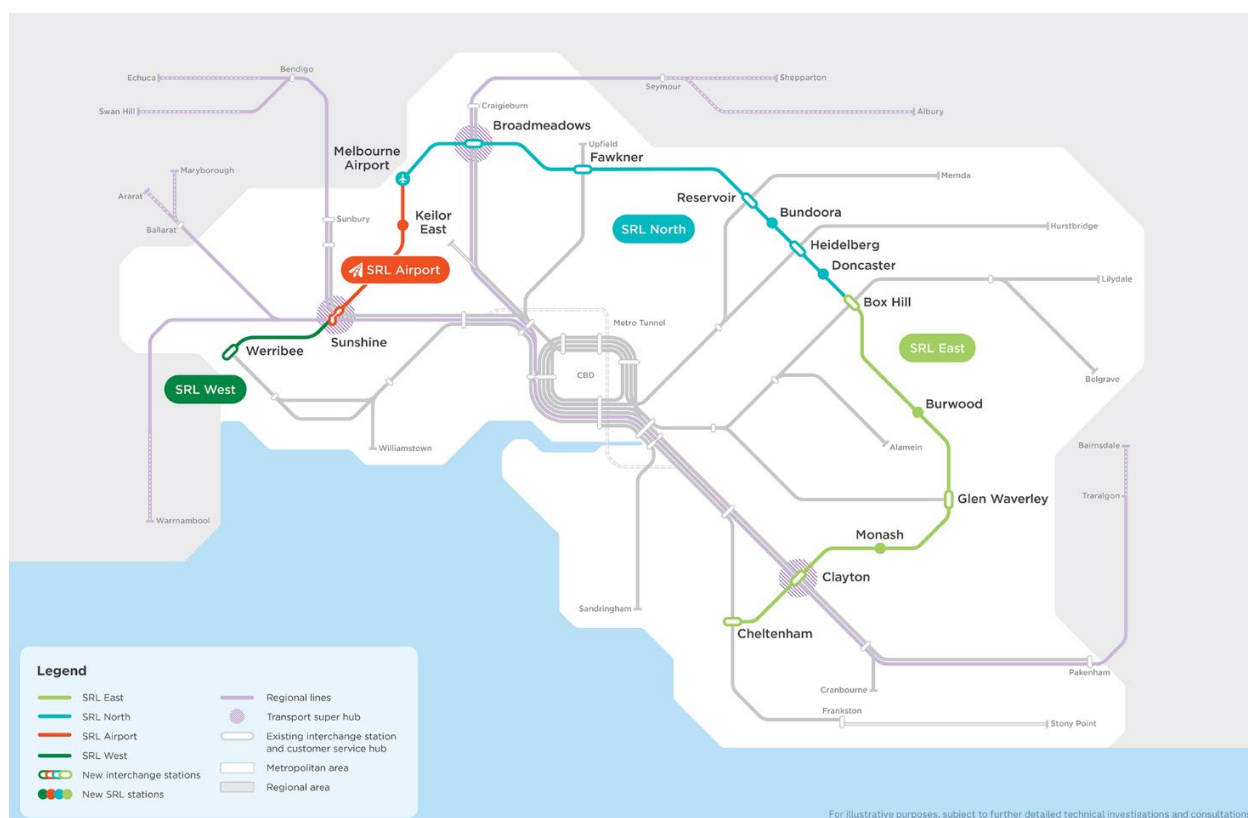 Echuca
Bendigo
Swan Hill
Craigieburn
Seymour
Shepparton
Albury
Broadmeadows
Melbourne
Airport
Upfield
Fawkner
Maryborough
Ararat
Ballarat
Sunbury
Keilor
East
Mernda
Reservoir
Bundoora
SRL North
Heidelberg
Hurstbridge
Doncaster
SRL Airport
Lilydale
Box Hill
Metro Tunnel
Sunshine
Werribee
SRL East
CBD
SRL West
Belgrave
Burwood
Williamstown
Alamein
Bairnsdale
Glen Waverley
Traralgon
Warrnambool
Monash
Clayton
Sandringham
Cheltenham
Pakenham
Cranbourne
Frankston
Stony Point
Legend
SRL East
SRL North
SRL Airport
SRL West
New interchange stations
New SRL stations
Regional lines
Transport super hub
Existing interchange station
and customer service hub
Metropolitan area
Regional area
For illustrative purposes, subject to further detailed technical investigations and consultations